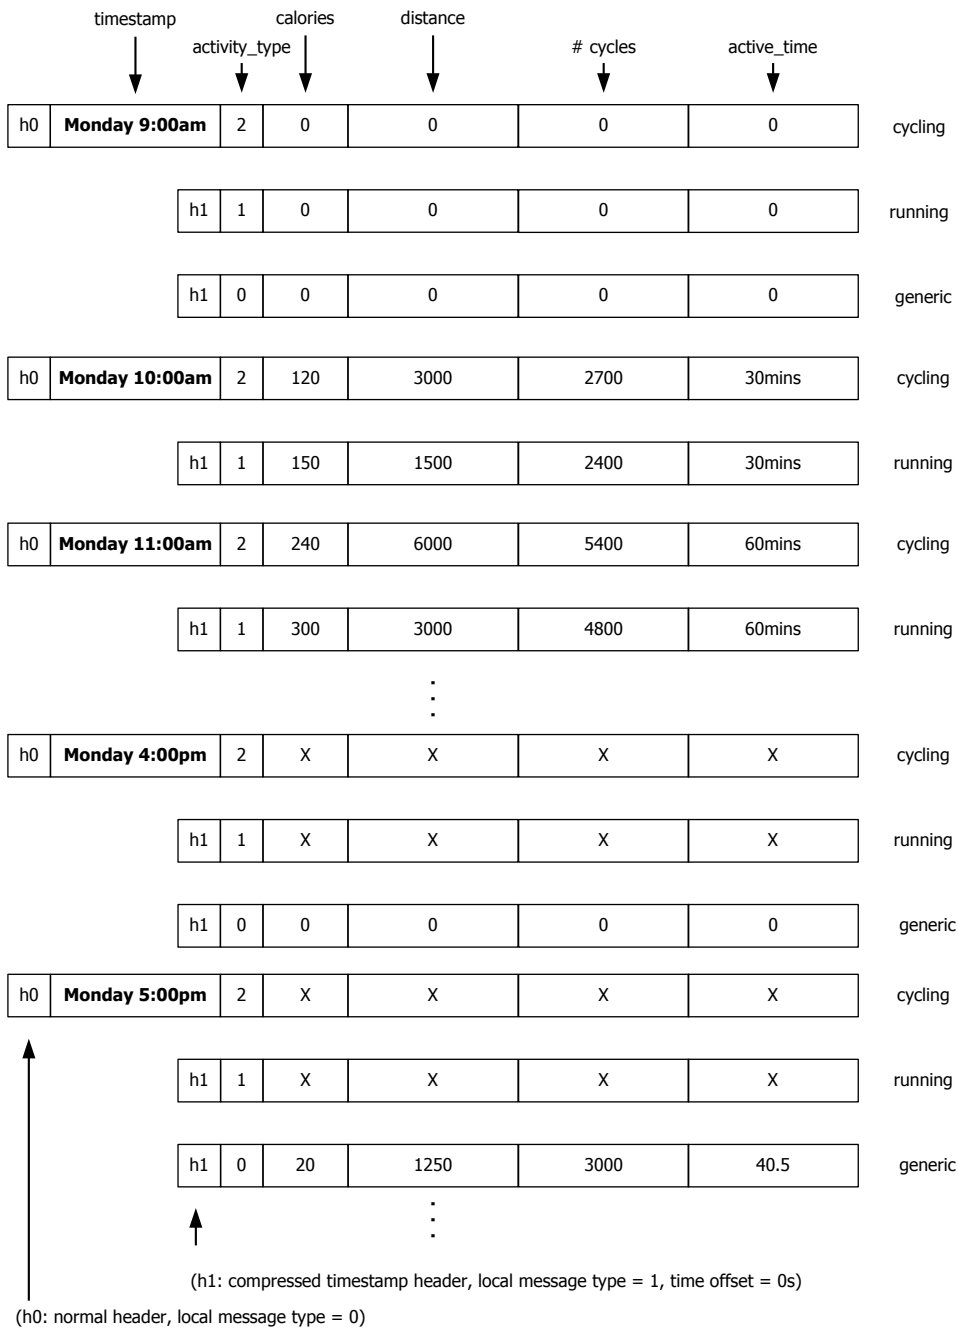 timestamp calories distance
activity_type # cycles active_time
h0 Monday 9:00am 2 0 0 0 0 cycling
h1 1 0 0 0 0 running
h1 0 0 0 0 0 generic
h0 Monday 10:00am 2 120 3000 2700 30mins cycling
h1 1 150 1500 2400 30mins running
h0 Monday 11:00am 2 240 6000 5400 60mins cycling
h1 1 300 3000 4800 60mins running
h0 Monday 4:00pm 2 X X X X cycling
h1 1 X X X X running
h1 0 0 0 0 0 generic
h0 Monday 5:00pm 2 X X X X cycling
h1 1 X X X X running
h1 0 20 1250 3000 40.5 generic
(h1: compressed timestamp header, local message type = 1, time offset = 0s)
(h0: normal header, local message type = 0)